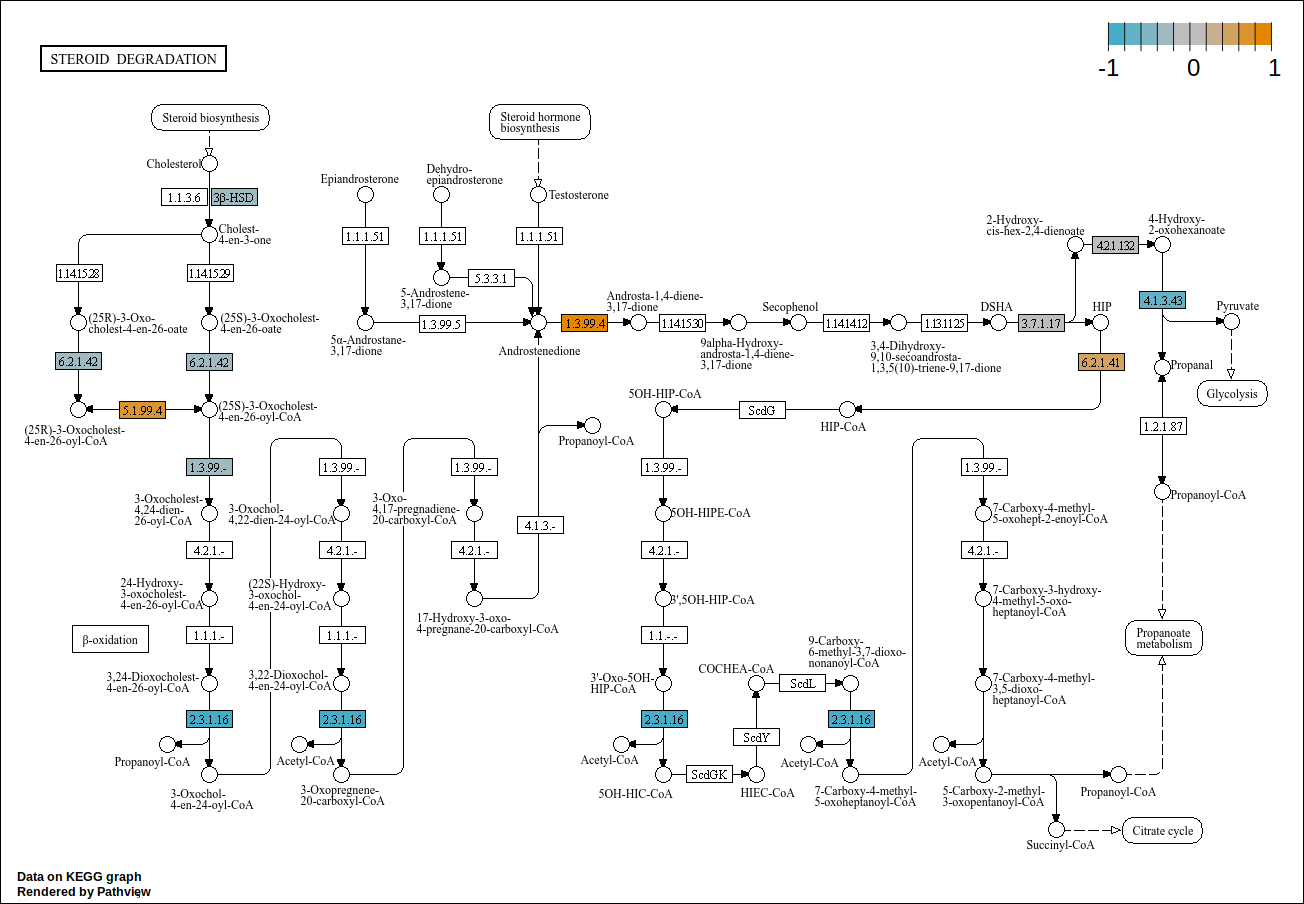 -1
0
1
STEROID DEGRADATION
Steroid biosynthesis
Steroid hormone
biosynthesis
Cholesterol
1.1.3.6
3β-HSD
Cholest-
4-en-3-one
Epiandrosterone
Dehydro-
epiandrosterone
Testosterone
1.1.1.51
1.1.1.51
1.1.1.51
2-Hydroxy-
cis-hex-2,4-dienoate
4-Hydroxy-
2-oxohexanoate
4.2.1.132
1.14.15.28
1.14.15.29
5.3.3.1
5-Androstene-
3,17-dione
Androsta-1,4-diene-
3,17-dione
Secophenol
DSHA
HIP
4.1.3.43
Pyruvate
(25R)-3-Oxo-
cholest-4-en-26-oate
(25S)-3-Oxocholest-
4-en-26-oate
1.3.99.5
1.3.99.4
1.14.15.30
1.14.14.12
1.13.11.25
3.7.1.17
5α-Androstane-
3,17-dione
Androstenedione
9alpha-Hydroxy-
androsta-1,4-diene-
3,17-dione
3,4-Dihydroxy-
9,10-secoandrosta-
1,3,5(10)-triene-9,17-dione
6.2.1.42
6.2.1.42
6.2.1.41
Propanal
Glycolysis
5.1.99.4
(25S)-3-Oxocholest-
4-en-26-oyl-CoA
(25R)-3-Oxocholest-
4-en-26-oyl-CoA
5OH-HIP-CoA
ScdG
HIP-CoA
Propanoyl-CoA
1.2.1.87
1.3.99.-
1.3.99.-
1.3.99.-
1.3.99.-
1.3.99.-
Propanoyl-CoA
3-Oxocholest-
4,24-dien-
26-oyl-CoA
3-Oxochol-
4,22-dien-24-oyl-CoA
3-Oxo-
4,17-pregnadiene-
20-carboxyl-CoA
4.1.3.-
5OH-HIPE-CoA
7-Carboxy-4-methyl-
5-oxohept-2-enoyl-CoA
4.2.1.-
4.2.1.-
4.2.1.-
4.2.1.-
4.2.1.-
24-Hydroxy-
3-oxocholest-
4-en-26-oyl-CoA
(22S)-Hydroxy-
3-oxochol-
4-en-24-oyl-CoA
17-Hydroxy-3-oxo-
4-pregnane-20-carboxyl-CoA
3',5OH-HIP-CoA
7-Carboxy-3-hydroxy-
4-methyl-5-oxo-
heptanoyl-CoA
β-oxidation
1.1.1.-
1.1.1.-
1.1.-.-
Propanoate
metabolism
3,24-Dioxocholest-
4-en-26-oyl-CoA
3,22-Dioxochol-
4-en-24-oyl-CoA
3'-Oxo-5OH-
HIP-CoA
COCHEA-CoA
ScdL
9-Carboxy-
6-methyl-3,7-dioxo-
nonanoyl-CoA
7-Carboxy-4-methyl-
3,5-dioxo-
heptanoyl-CoA
2.3.1.16
2.3.1.16
2.3.1.16
2.3.1.16
ScdY
Propanoyl-CoA
Acetyl-CoA
Acetyl-CoA
Acetyl-CoA
Acetyl-CoA
ScdGK
3-Oxochol-
4-en-24-oyl-CoA
3-Oxopregnene-
20-carboxyl-CoA
5OH-HIC-CoA
HIEC-CoA
7-Carboxy-4-methyl-
5-oxoheptanoyl-CoA
5-Carboxy-2-methyl-
3-oxopentanoyl-CoA
Propanoyl-CoA
Citrate cycle
Succinyl-CoA
Data on KEGG graph
Rendered by Pathview